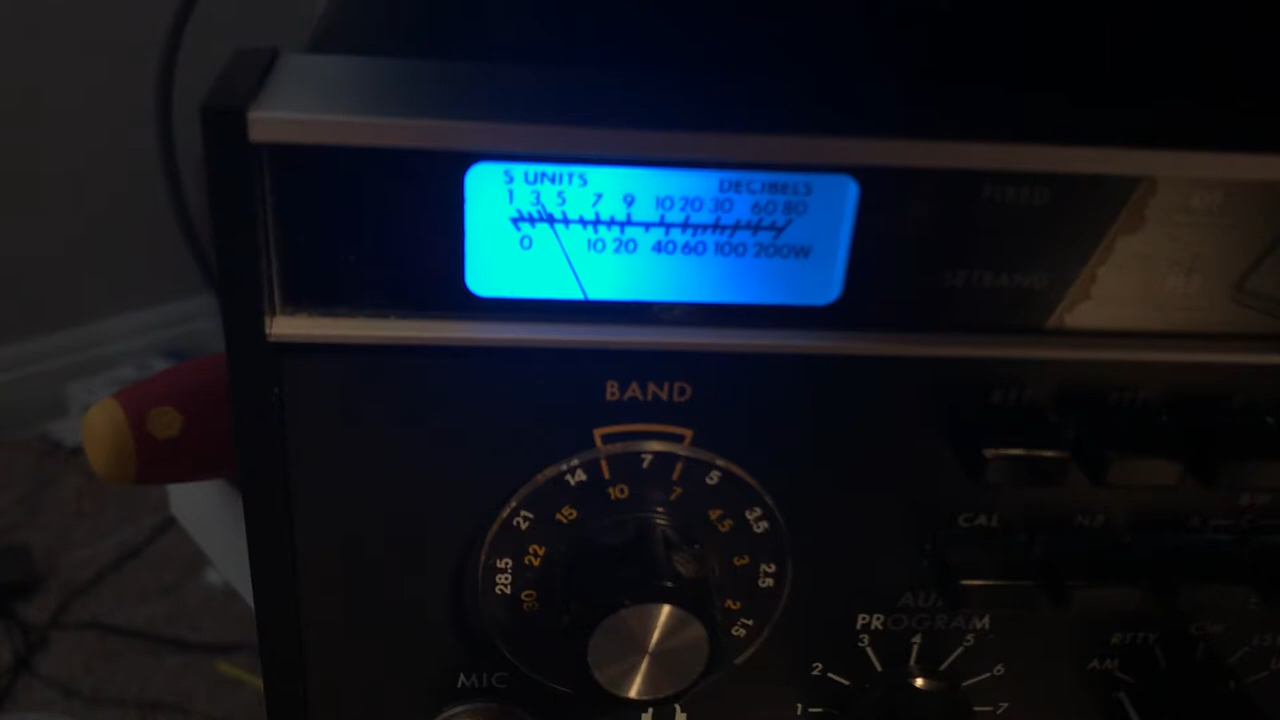 S UNITS DECIBELS
1 3 5 7 9 10 20 30 60 80
0 10 20 40 60 100 200W
FIXED
SET BAND
BAND
28.5 21 14 7 5 3.5 2.5 1.5
30 22 15 10 7 4.5 3 2
CAL NB
PROGRAM
1 2 3 4 5 6 7
AM RTTY CW
MIC